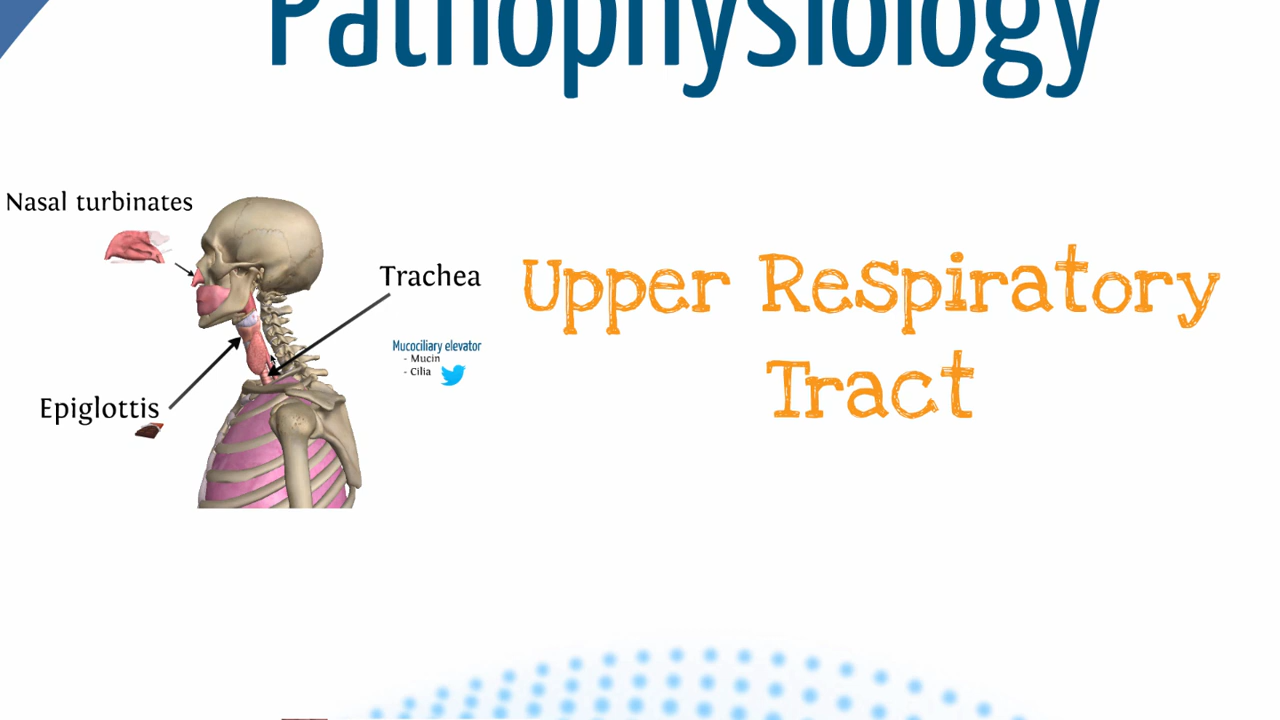 Pathophysiology
Nasal turbinates
Trachea
Upper Respiratory
Tract
Mucociliary elevator
- Mucin
- Cilia
Epiglottis